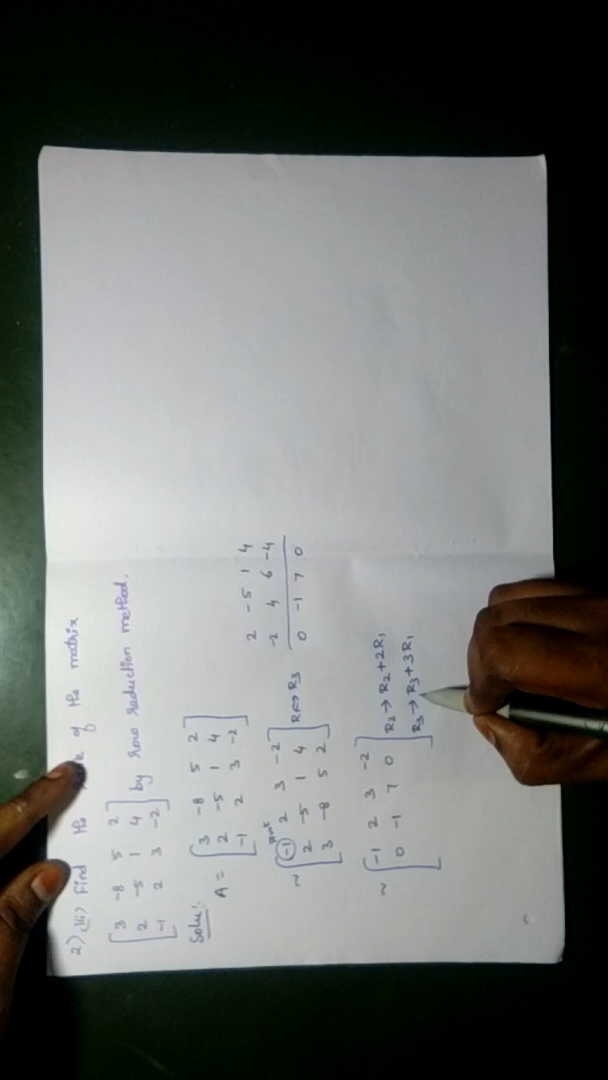 2) (iii) Find the rank of the matrix
[ 3 -8 5 2
2 -5 1 4
-1 2 3 -2 ] by row reduction method.
Solu:
A = [ 3 -8 5 2
2 -5 1 4
-1 2 3 -2 ]
~ [ -1 2 3 -2
2 -5 1 4
3 -8 5 2 ] R1↔R3
2 -5 1 4
-2 4 6 -4
0 -1 7 0
~ [ -1 2 3 -2
0 -1 7 0 ] R2→R2+2R1
R3→R3+3R1